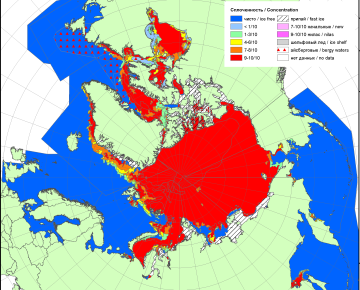 Сплоченность / Concentration
чисто / ice free
< 1/10
1-3/10
4-6/10
7-8/10
9-10/10
припай / fast ice
7-10/10 начальные / new
9-10/10 нилас / nilas
шельфовый лед / ice shelf
айсберговые / bergy waters
нет данных / no data